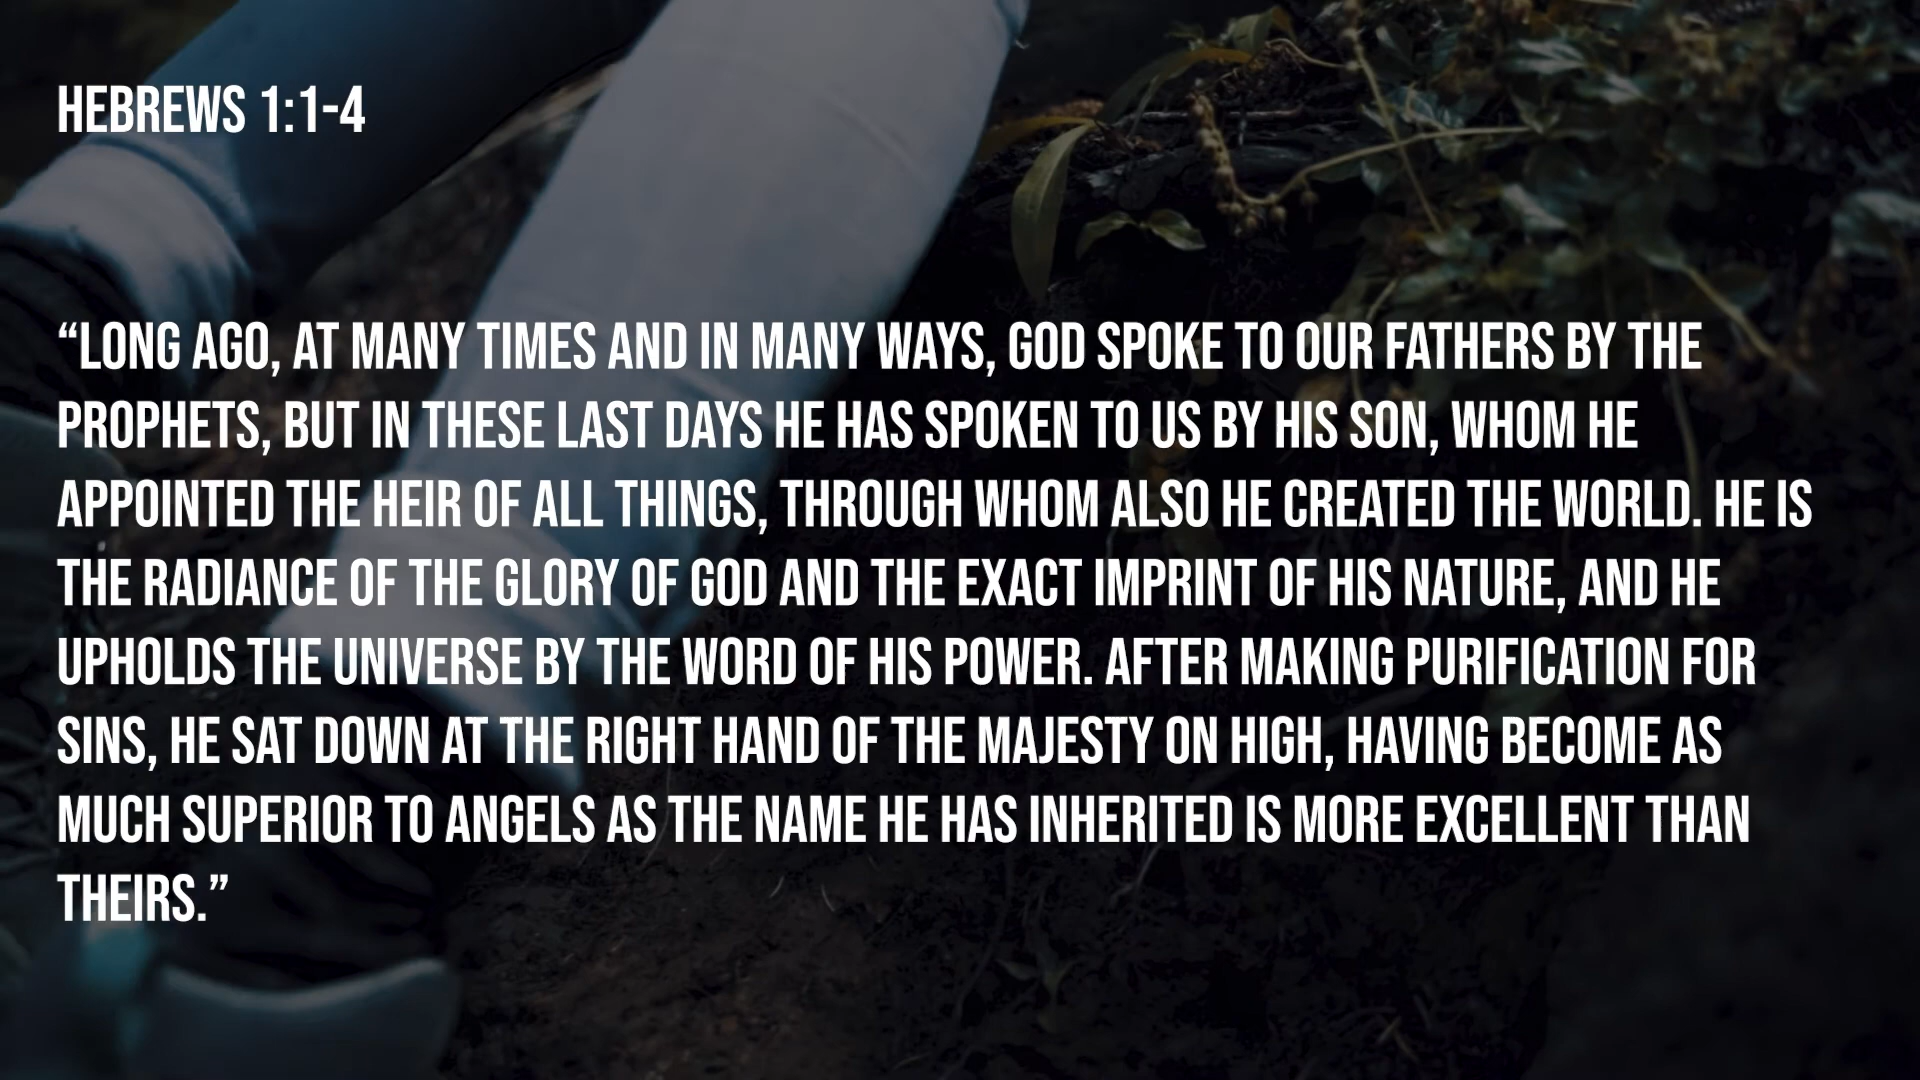 HEBREWS 1:1-4
“LONG AGO, AT MANY TIMES AND IN MANY WAYS, GOD SPOKE TO OUR FATHERS BY THE
PROPHETS, BUT IN THESE LAST DAYS HE HAS SPOKEN TO US BY HIS SON, WHOM HE
APPOINTED THE HEIR OF ALL THINGS, THROUGH WHOM ALSO HE CREATED THE WORLD. HE IS
THE RADIANCE OF THE GLORY OF GOD AND THE EXACT IMPRINT OF HIS NATURE, AND HE
UPHOLDS THE UNIVERSE BY THE WORD OF HIS POWER. AFTER MAKING PURIFICATION FOR
SINS, HE SAT DOWN AT THE RIGHT HAND OF THE MAJESTY ON HIGH, HAVING BECOME AS
MUCH SUPERIOR TO ANGELS AS THE NAME HE HAS INHERITED IS MORE EXCELLENT THAN
THEIRS.”